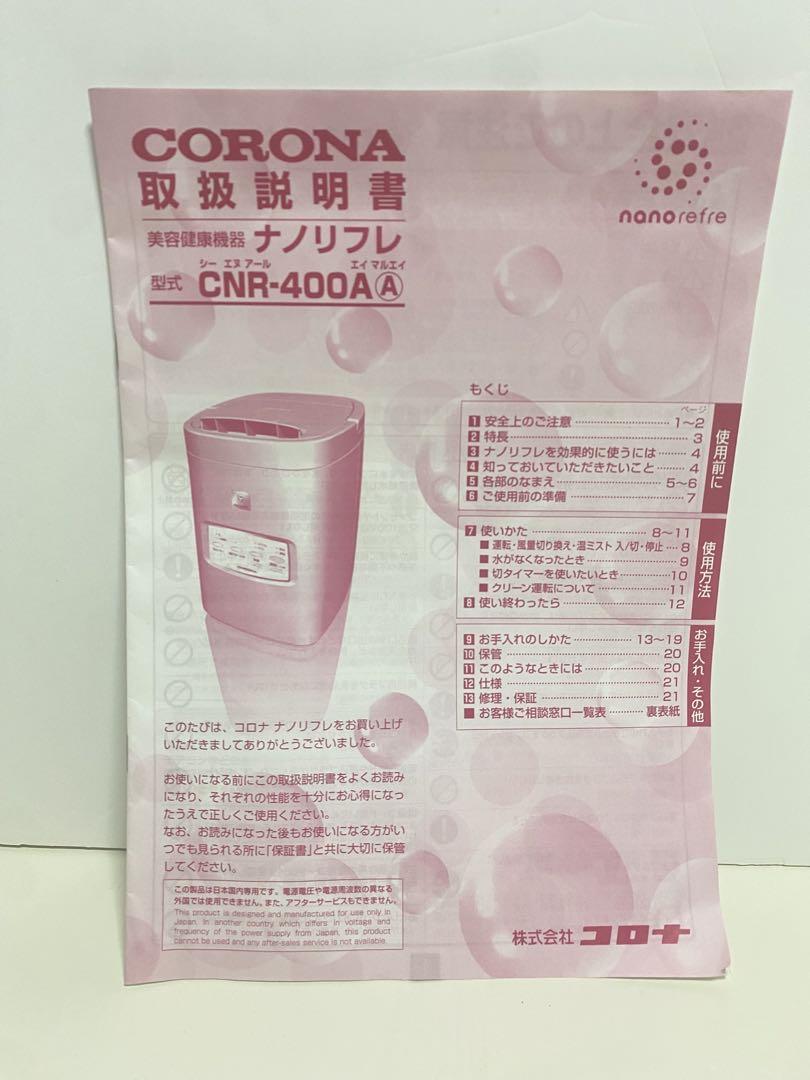 CORONA
取扱説明書
nanorefre
美容健康機器 ナノリフレ
シー エヌ アール エイ マルエイ
型式 CNR-400AⒶ
もくじ
ページ
1 安全上のご注意 1～2
2 特長 3
3 ナノリフレを効果的に使うには 4
4 知っておいていただきたいこと 4
5 各部のなまえ 5～6
6 ご使用前の準備 7
使用前に
7 使いかた 8～11
■ 運転・風量切り換え・温ミスト 入/切・停止 8
■ 水がなくなったとき 9
■ 切タイマーを使いたいとき 10
■ クリーン運転について 11
8 使い終わったら 12
使用方法
9 お手入れのしかた 13～19
10 保管 20
11 このようなときには 20
12 仕様 21
13 修理・保証 21
■ お客様ご相談窓口一覧表 裏表紙
お手入れ・その他
このたびは、コロナ ナノリフレをお買い上げ
いただきましてありがとうございました。
お使いになる前にこの取扱説明書をよくお読み
になり、それぞれの性能を十分にお心得になっ
たうえで正しくご使用ください。
なお、お読みになった後もお使いになる方がい
つでも見られる所に「保証書」と共に大切に保管
してください。
この製品は日本国内専用です。電源電圧や電源周波数の異なる
外国では使用できません。また、アフターサービスもできません。
This product is designed and manufactured for use only in
Japan. In another country which differs in voltage and
frequency of the power supply from Japan, this product
cannot be used and any after-sales service is not available.
株式会社 コロナ